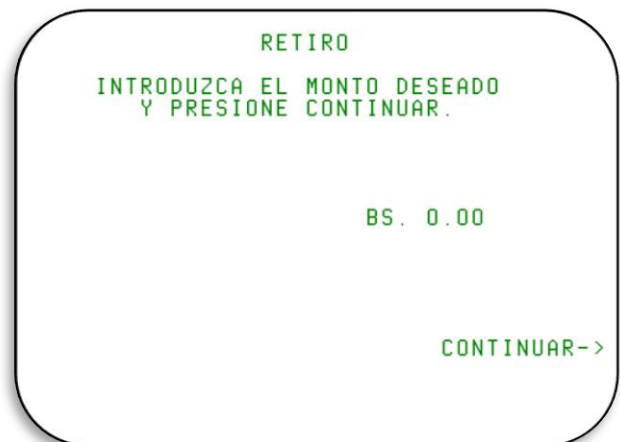 RETIRO
INTRODUZCA EL MONTO DESEADO
Y PRESIONE CONTINUAR.
BS. 0.00
CONTINUAR->